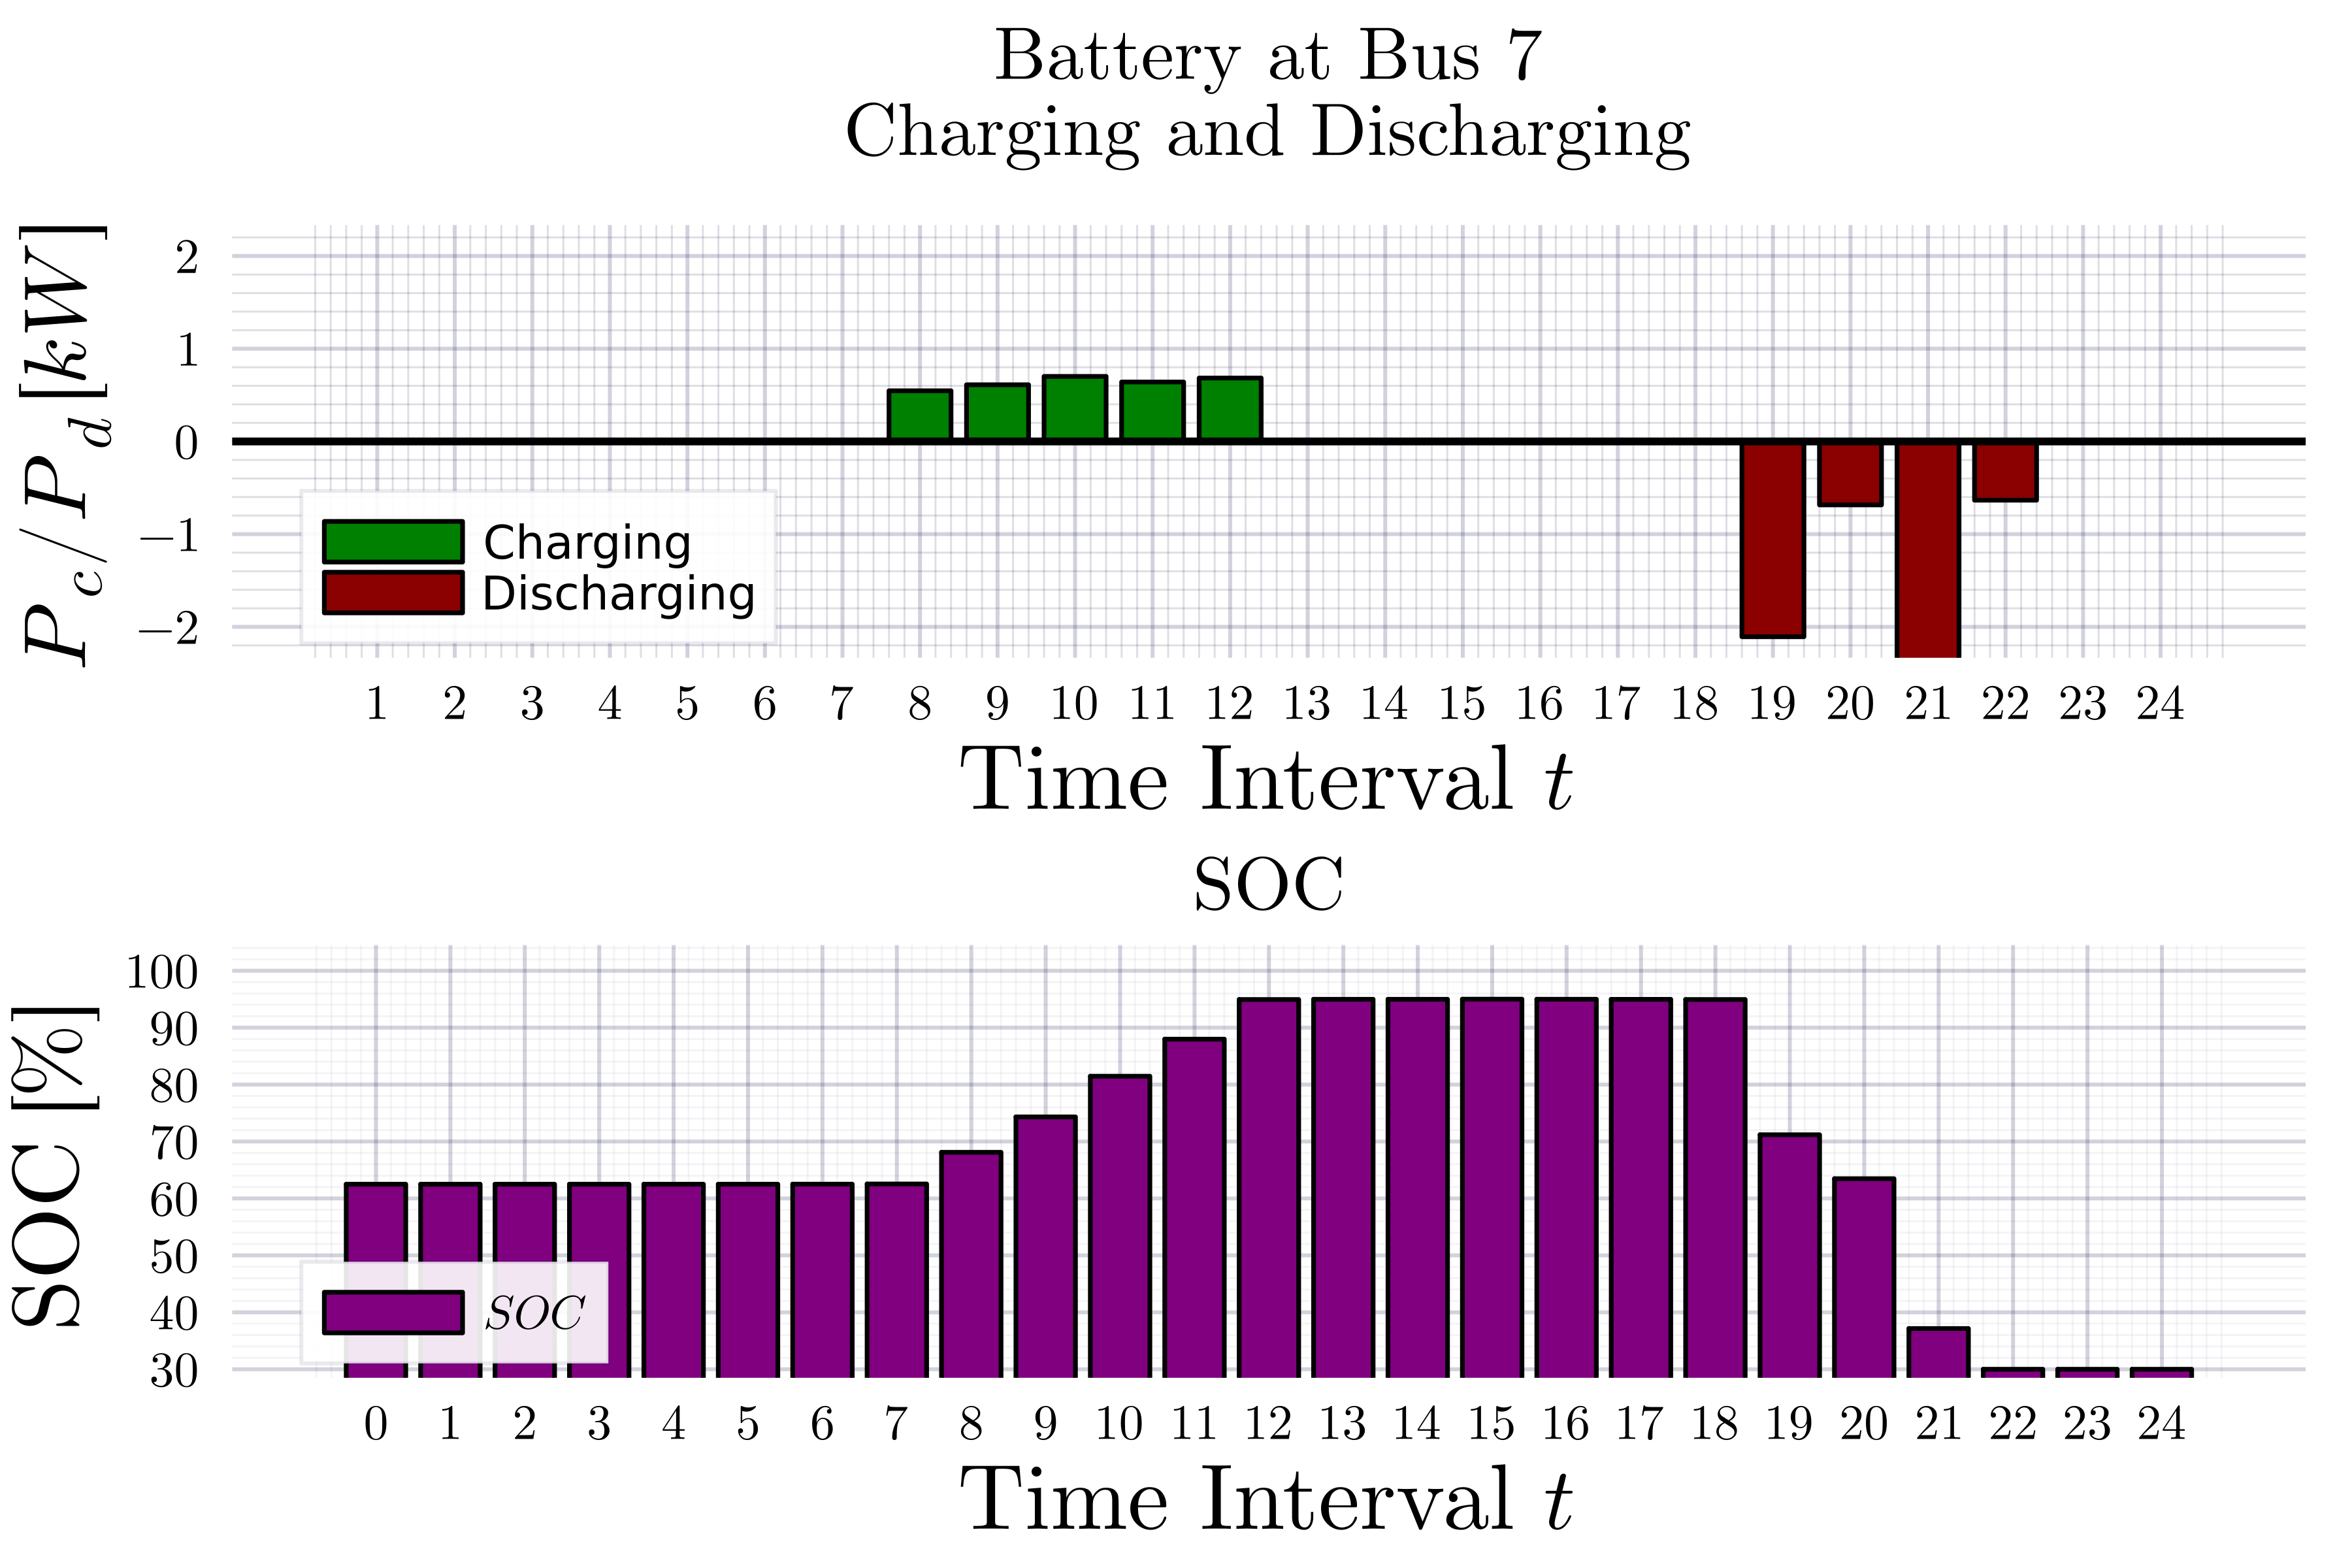 Battery at Bus 7
Charging and Discharging
P_c/P_d [kW]
2
1
0
−1
−2
Charging
Discharging
1 2 3 4 5 6 7 8 9 10 11 12 13 14 15 16 17 18 19 20 21 22 23 24
Time Interval t
SOC
SOC [%]
100
90
80
70
60
50
40
30
SOC
0 1 2 3 4 5 6 7 8 9 10 11 12 13 14 15 16 17 18 19 20 21 22 23 24
Time Interval t